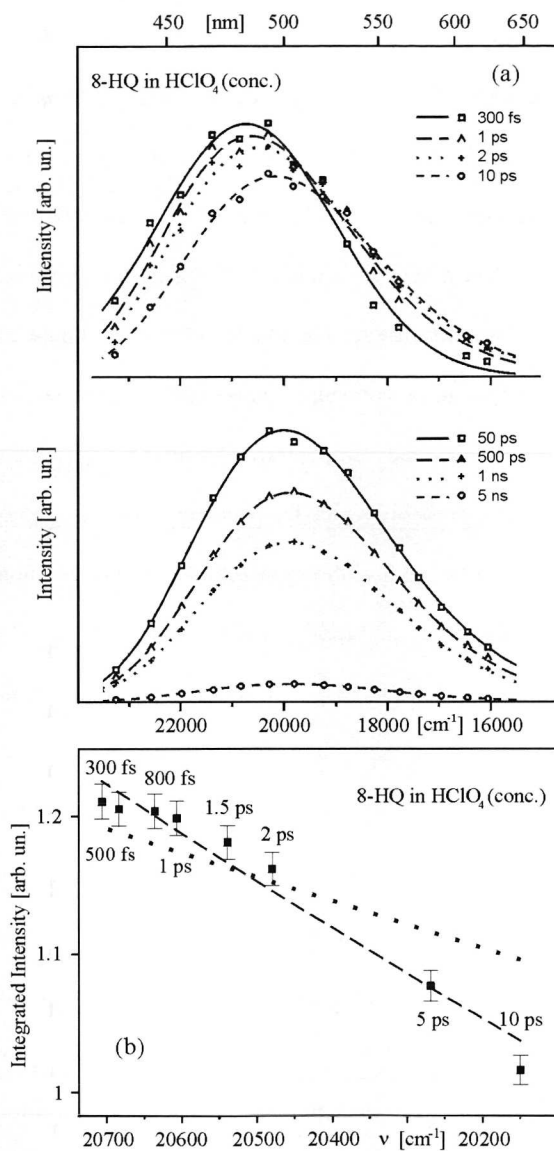 450 [nm] 500 550 600 650
(a)
8-HQ in HClO₄ (conc.)
300 fs
1 ps
2 ps
10 ps
Intensity [arb. un.]
50 ps
500 ps
1 ns
5 ns
Intensity [arb. un.]
22000 20000 18000 [cm⁻¹] 16000
300 fs 800 fs 8-HQ in HClO₄ (conc.)
1.5 ps 2 ps
500 fs 1 ps
5 ps 10 ps
(b)
Integrated Intensity [arb. un.]
1.2
1.1
1
20700 20600 20500 20400 ν [cm⁻¹] 20200